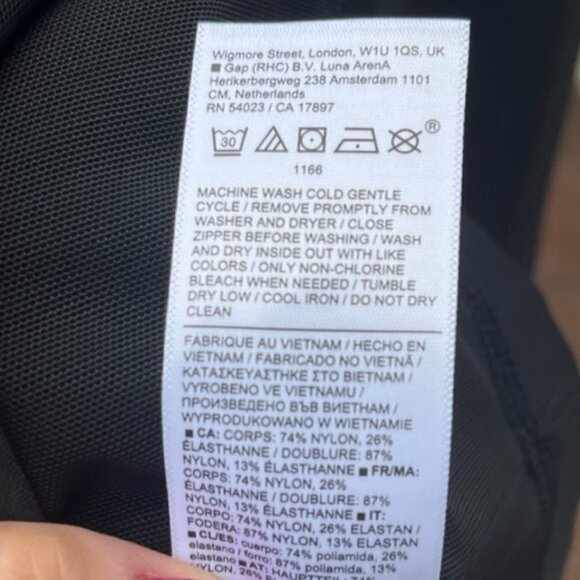 Wigmore Street, London, W1U 1QS, UK
■ Gap (RHC) B.V. Luna ArenA
Herikerbergweg 238 Amsterdam 1101
CM, Netherlands
RN 54023 / CA 17897
30 ®
1166
MACHINE WASH COLD GENTLE
CYCLE / REMOVE PROMPTLY FROM
WASHER AND DRYER / CLOSE
ZIPPER BEFORE WASHING / WASH
AND DRY INSIDE OUT WITH LIKE
COLORS / ONLY NON-CHLORINE
BLEACH WHEN NEEDED / TUMBLE
DRY LOW / COOL IRON / DO NOT DRY
CLEAN
FABRIQUE AU VIETNAM / HECHO EN
VIETNAM / FABRICADO NO VIETNÃ /
ΚΑΤΑΣΚΕΥΑΣΤΗΚΕ ΣΤΟ ΒΙΕΤΝΑΜ /
VYROBENO VE VIETNAMU /
ПРОИЗВЕДЕНО ВЪВ ВИЕТНАМ /
WYPRODUKOWANO W WIETNAMIE
■ CA: CORPS: 74% NYLON, 26%
ÉLASTHANNE / DOUBLURE: 87%
NYLON, 13% ÉLASTHANNE ■ FR/MA:
CORPS: 74% NYLON, 26%
ÉLASTHANNE / DOUBLURE: 87%
NYLON, 13% ÉLASTHANNE ■ IT:
CORPO: 74% NYLON, 26% ELASTAN /
FODERA: 87% NYLON, 13% ELASTAN
■ CL/ES: cuerpo: 74% poliamida, 26%
elastano / forro: 87% poliamida, 13%
elastano ■ AT: HAUPTTEIL: 74%
NYLON, 26%